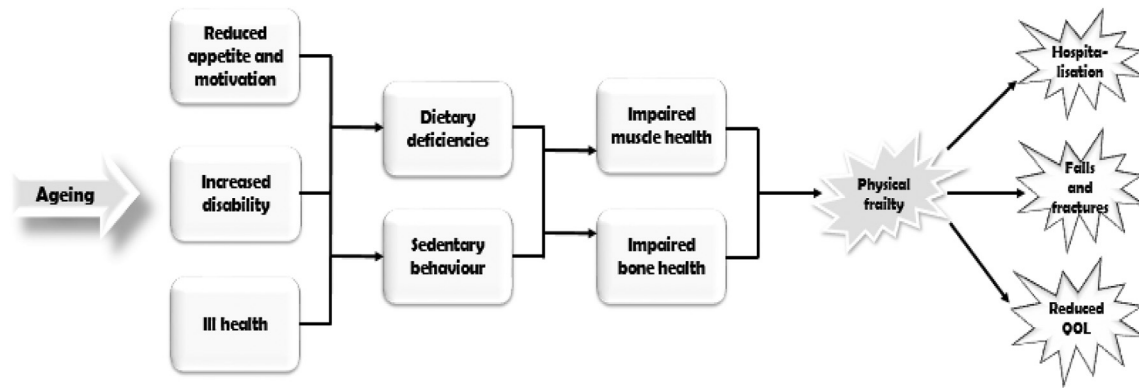 Ageing
Reduced
appetite and
motivation
Increased
disability
Ill health
Dietary
deficiencies
Sedentary
behaviour
Impaired
muscle health
Impaired
bone health
Physical
frailty
Hospita-
lisation
Falls
and
fractures
Reduced
QOL